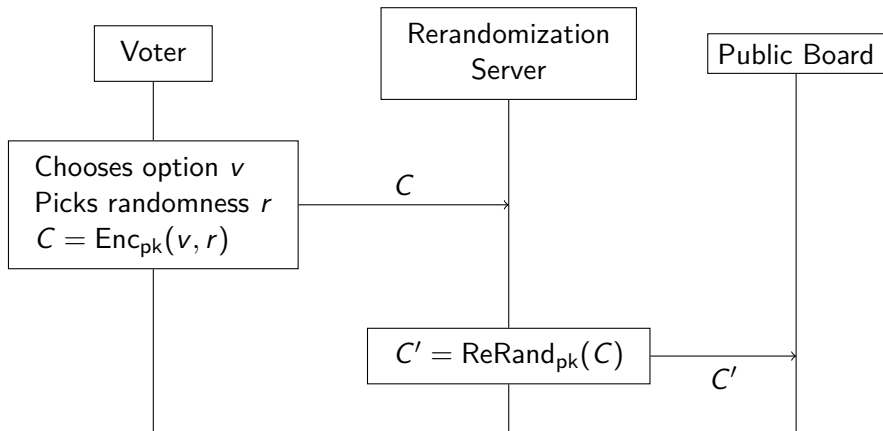 Voter
Rerandomization
Server
Public Board
Chooses option v
Picks randomness r
C = Enc_pk(v, r)
C
C′ = ReRand_pk(C)
C′